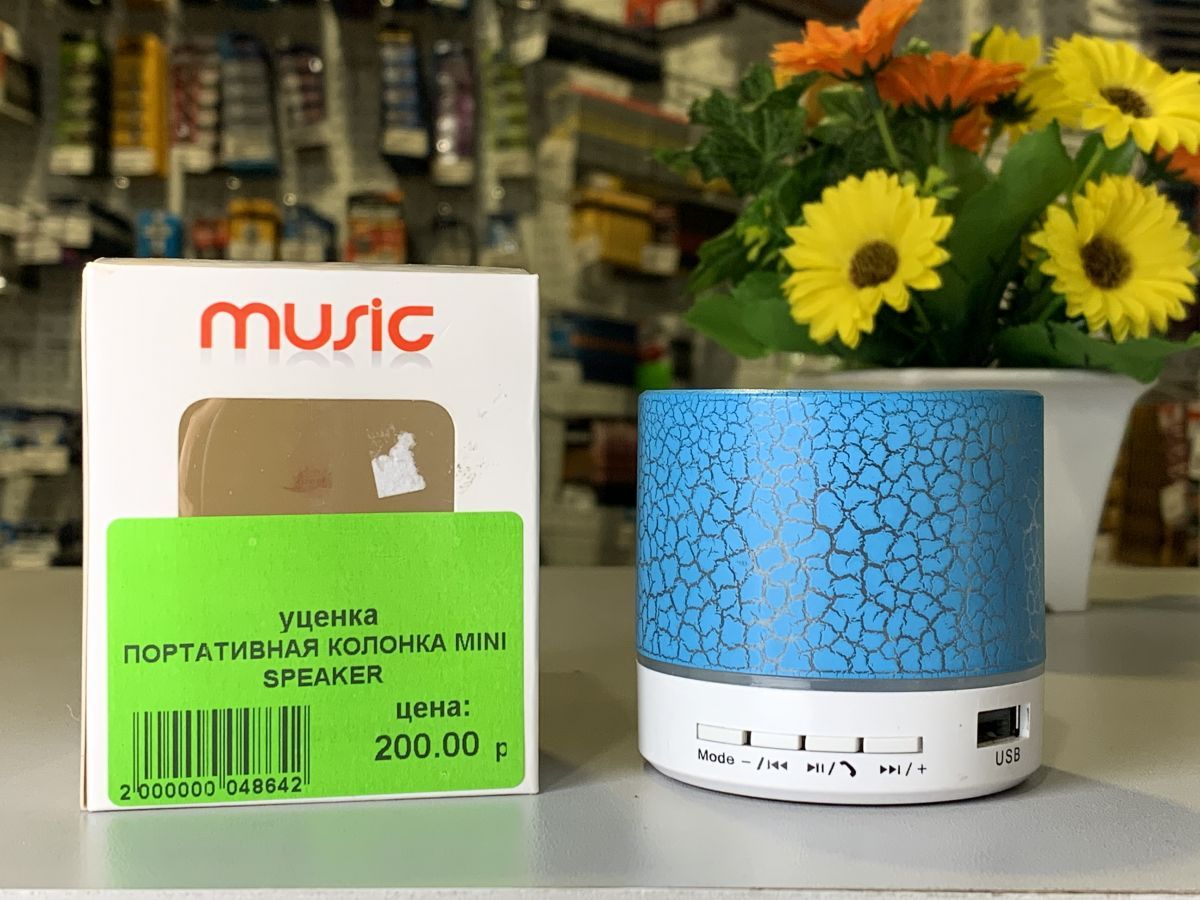 music
уценка
ПОРТАТИВНАЯ КОЛОНКА MINI
SPEAKER
цена:
200.00 р
2 000000 048642
Mode – /⏮ ⏯/📞 ⏭/ +
USB